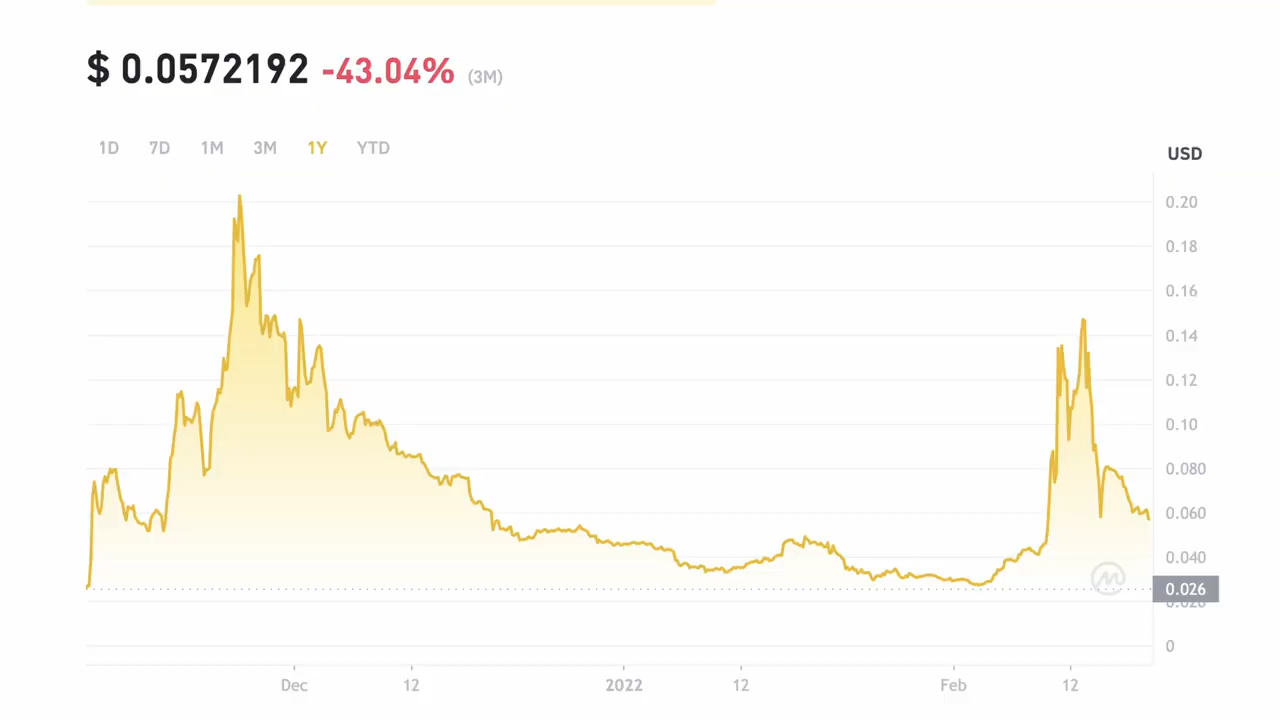 $ 0.0572192 -43.04% (3M)
1D 7D 1M 3M 1Y YTD
USD
0.20
0.18
0.16
0.14
0.12
0.10
0.080
0.060
0.040
0.026
0
Dec 12 2022 12 Feb 12